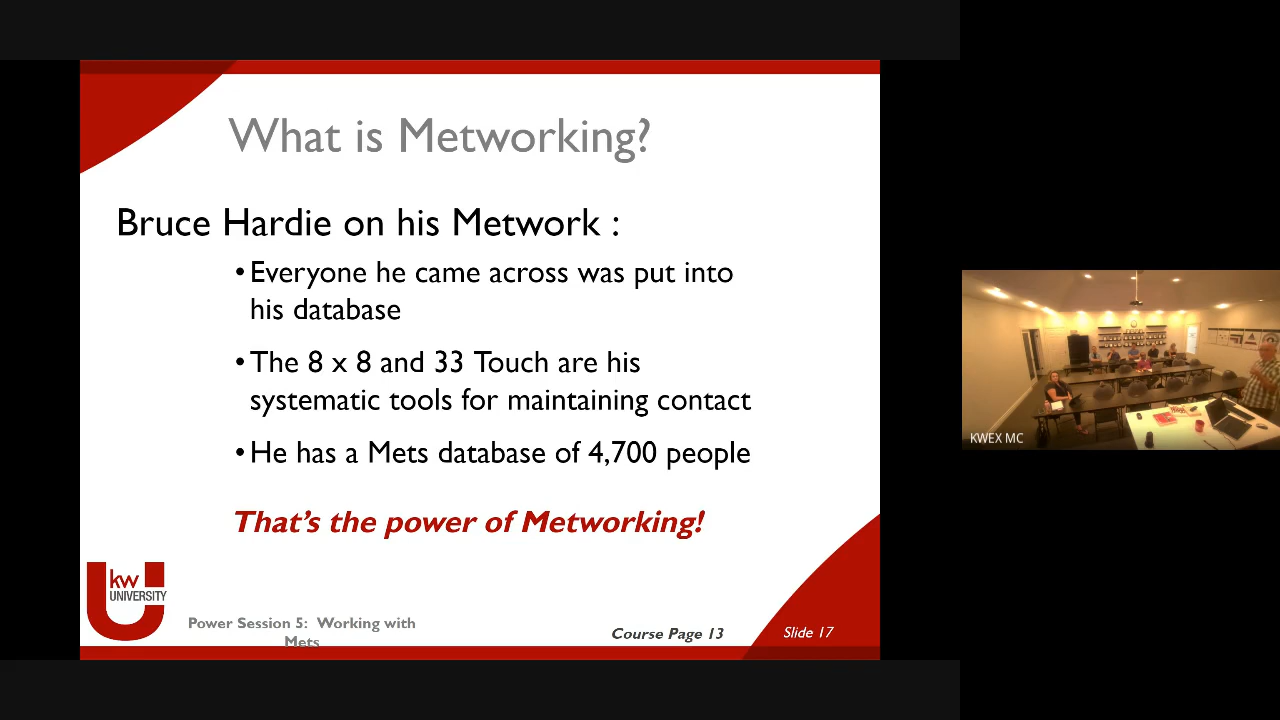 What is Metworking?
Bruce Hardie on his Metwork :
•Everyone he came across was put into
his database
•The 8 x 8 and 33 Touch are his
systematic tools for maintaining contact
•He has a Mets database of 4,700 people
That's the power of Metworking!
kw
UNIVERSITY
Power Session 5: Working with
Mets
Course Page 13
Slide 17
KWEX MC